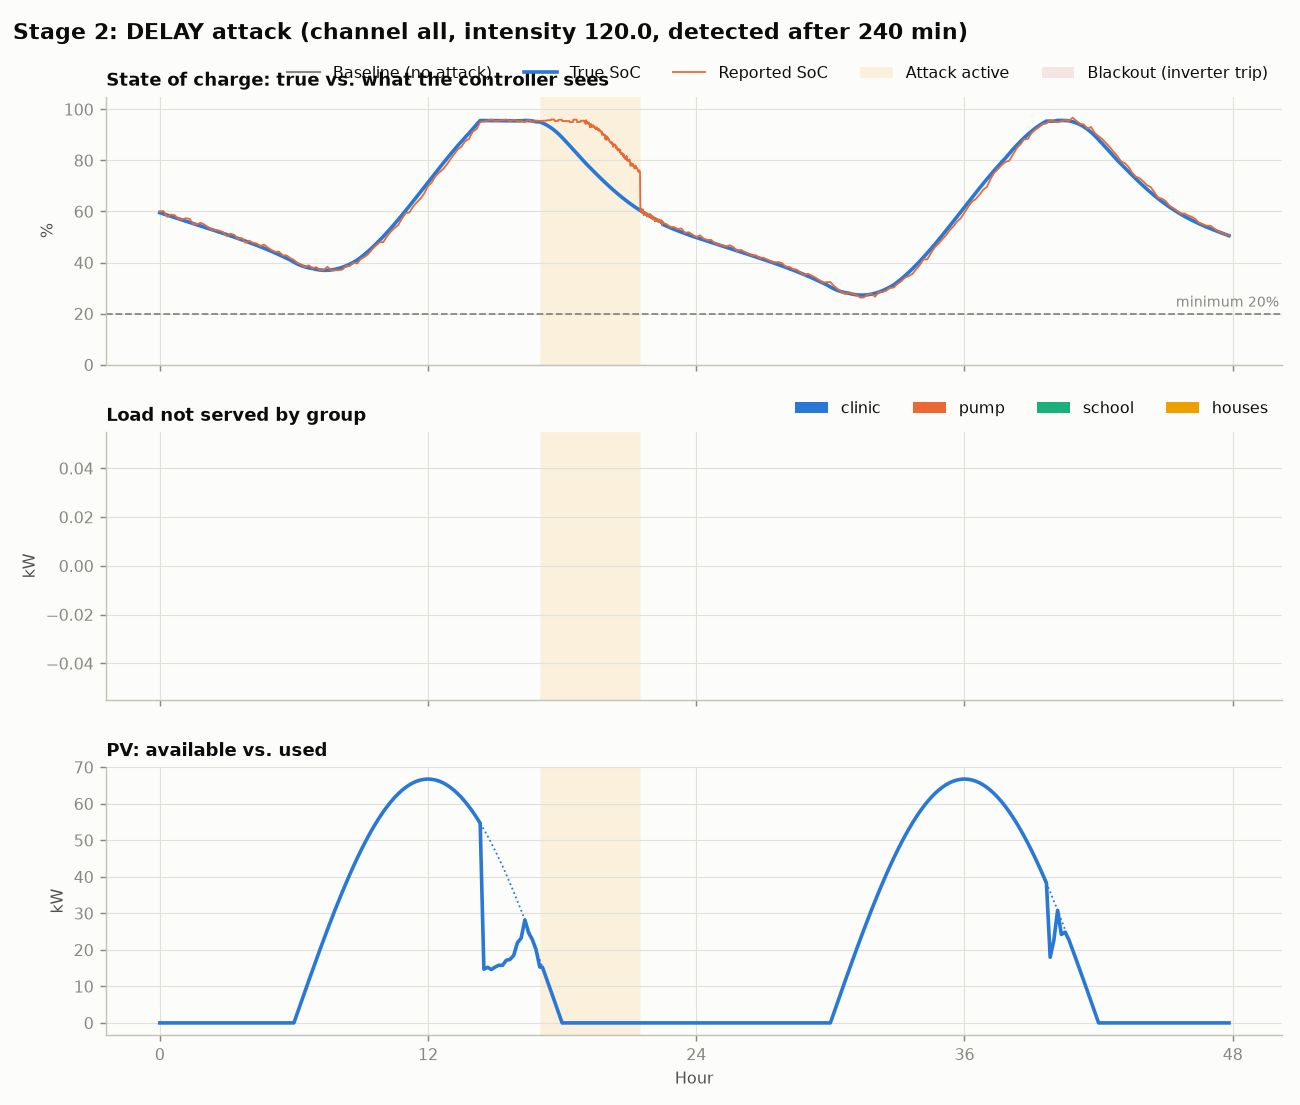 Stage 2: DELAY attack (channel all, intensity 120.0, detected after 240 min)
Baseline (no attack) True SoC Reported SoC Attack active Blackout (inverter trip)
State of charge: true vs. what the controller sees
100
80
60
40
20
0
%
minimum 20%
Load not served by group
clinic pump school houses
0.04
0.02
0.00
−0.02
−0.04
kW
PV: available vs. used
70
60
50
40
30
20
10
0
kW
0 12 24 36 48
Hour